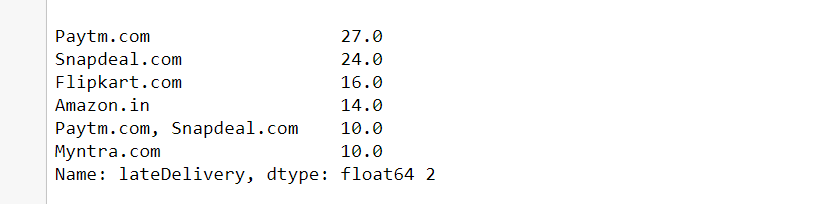 Paytm.com                  27.0
Snapdeal.com               24.0
Flipkart.com               16.0
Amazon.in                  14.0
Paytm.com, Snapdeal.com    10.0
Myntra.com                 10.0
Name: lateDelivery, dtype: float64 2